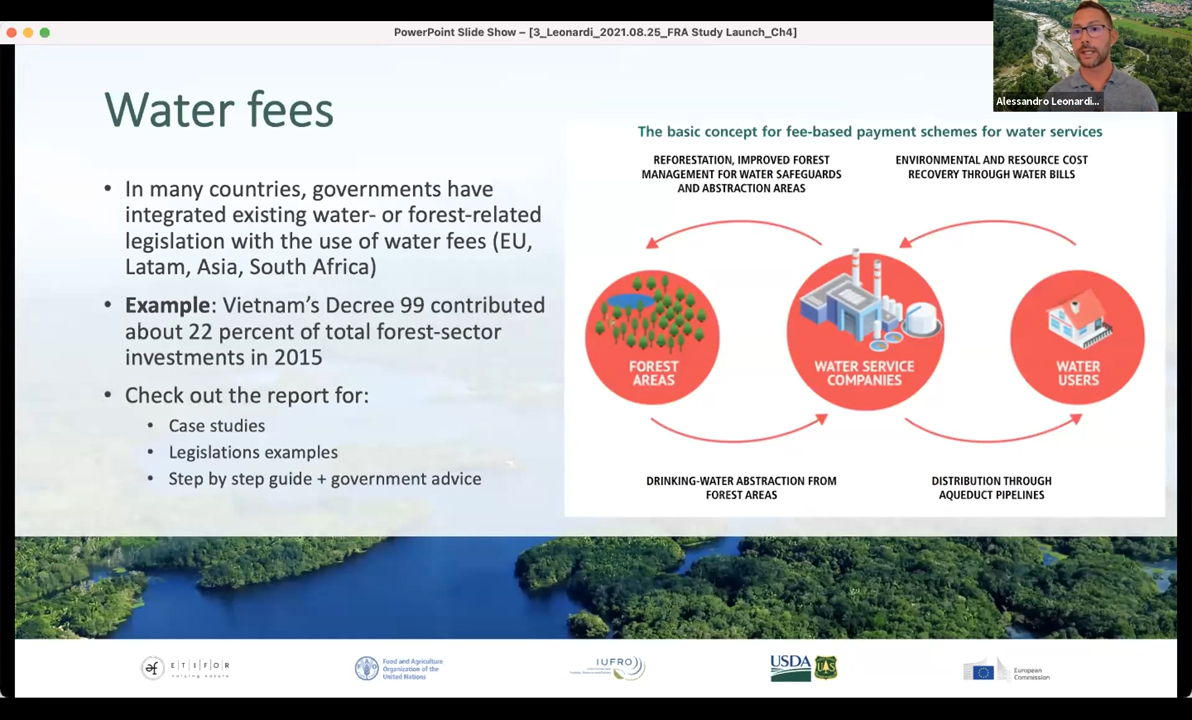 PowerPoint Slide Show – [3_Leonardi_2021.08.25_FRA Study Launch_Ch4]
Alessandro Leonardi...
Water fees
• In many countries, governments have
integrated existing water- or forest-related
legislation with the use of water fees (EU,
Latam, Asia, South Africa)
• Example: Vietnam's Decree 99 contributed
about 22 percent of total forest-sector
investments in 2015
• Check out the report for:
• Case studies
• Legislations examples
• Step by step guide + government advice
The basic concept for fee-based payment schemes for water services
REFORESTATION, IMPROVED FOREST
MANAGEMENT FOR WATER SAFEGUARDS
AND ABSTRACTION AREAS
ENVIRONMENTAL AND RESOURCE COST
RECOVERY THROUGH WATER BILLS
FOREST
AREAS
WATER SERVICE
COMPANIES
WATER
USERS
DRINKING-WATER ABSTRACTION FROM
FOREST AREAS
DISTRIBUTION THROUGH
AQUEDUCT PIPELINES
ETIFOR
valuing nature
Food and Agriculture
Organization of the
United Nations
IUFRO
USDA
UAS
European
Commission